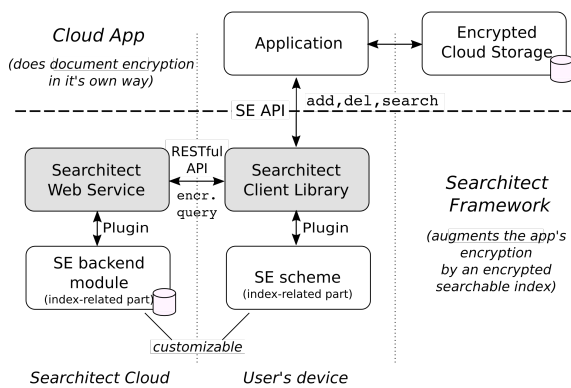 Cloud App
(does document encryption
in it's own way)
Application
Encrypted
Cloud Storage
SE API
add,del,search
Searchitect
Web Service
RESTful
API
encr.
query
Searchitect
Client Library
Searchitect
Framework
(augments the app's
encryption
by an encrypted
searchable index)
Plugin
Plugin
SE backend
module
(index-related part)
SE scheme
(index-related part)
customizable
Searchitect Cloud
User's device